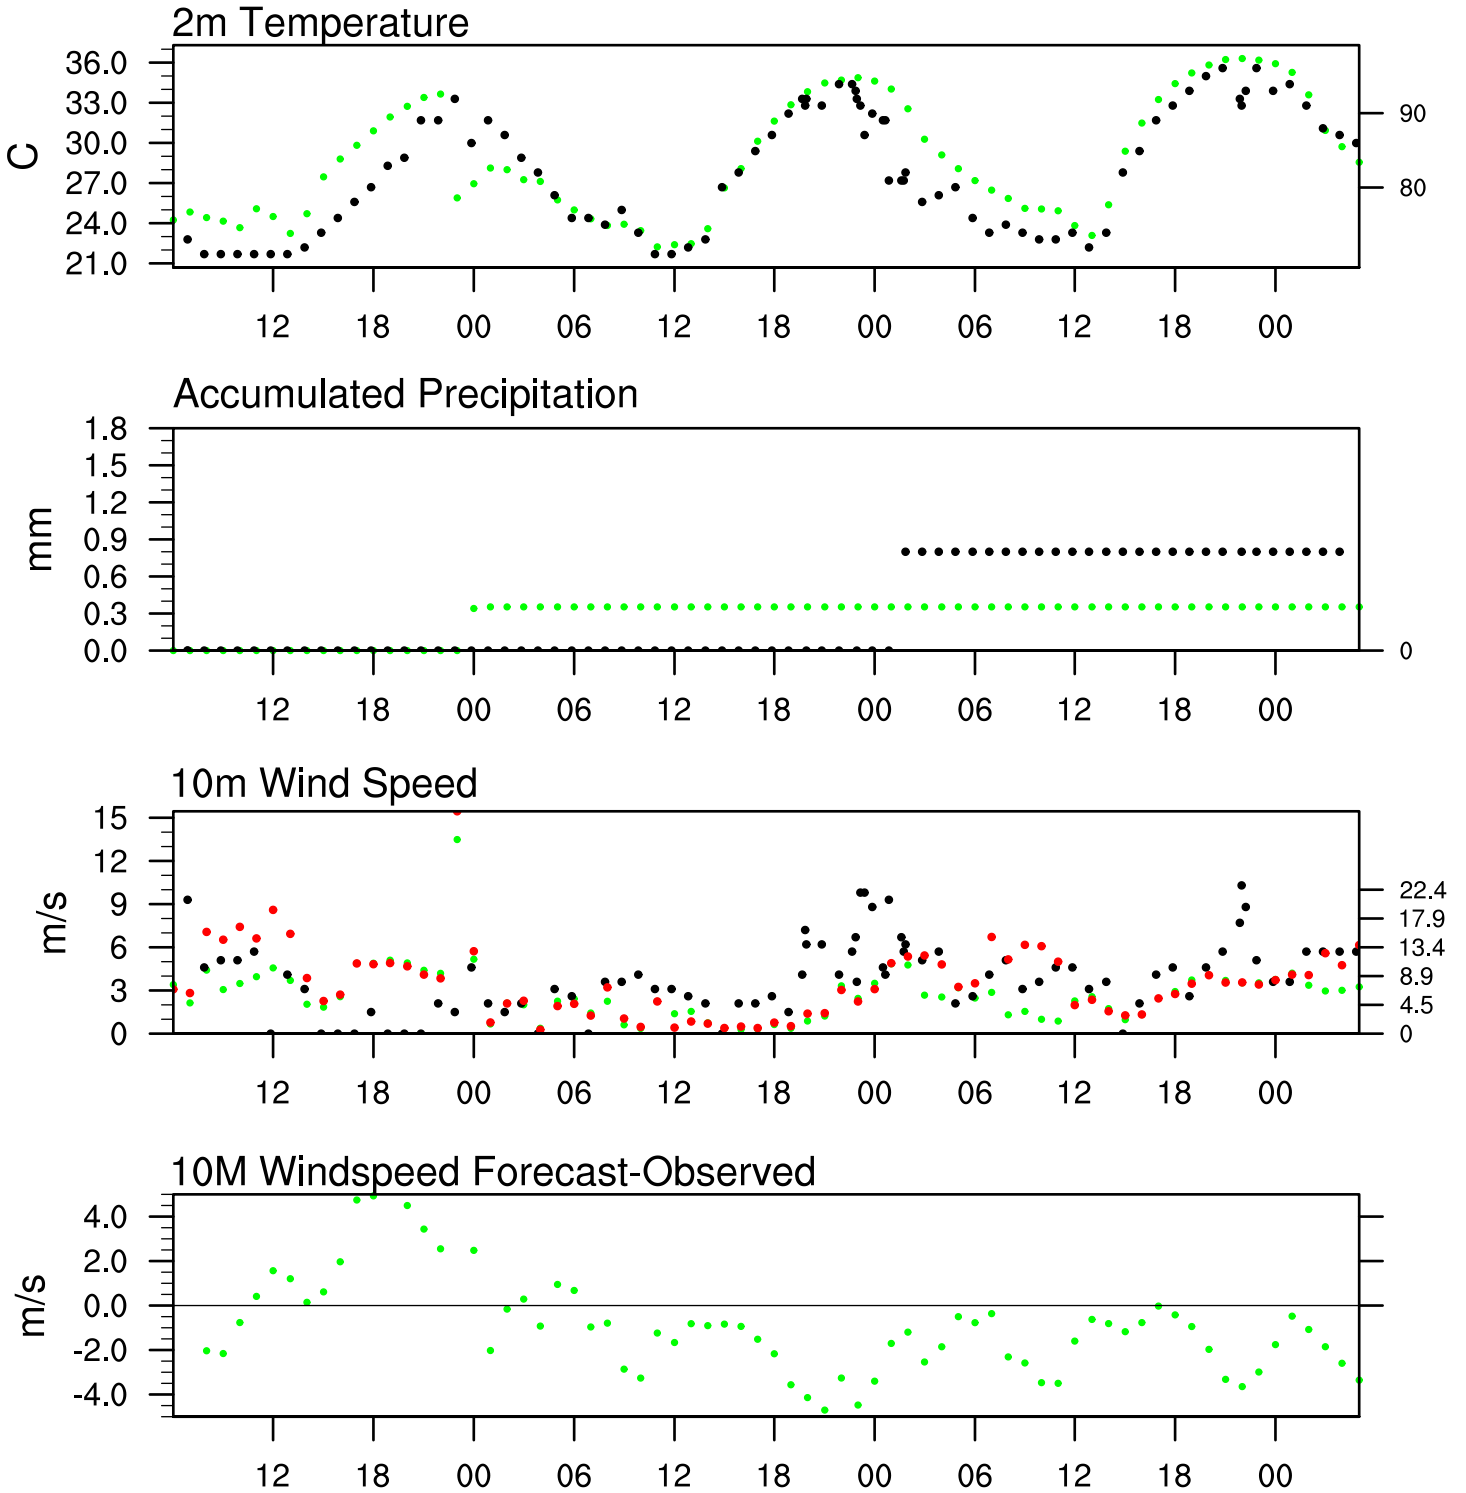 2m Temperature
36.0
33.0
30.0
27.0
24.0
21.0
C
90
80
12 18 00 06 12 18 00 06 12 18 00
Accumulated Precipitation
1.8
1.5
1.2
0.9
0.6
0.3
0.0
mm
0
12 18 00 06 12 18 00 06 12 18 00
10m Wind Speed
15
12
9
6
3
0
m/s
22.4
17.9
13.4
8.9
4.5
0
12 18 00 06 12 18 00 06 12 18 00
10M Windspeed Forecast-Observed
4.0
2.0
0.0
-2.0
-4.0
m/s
12 18 00 06 12 18 00 06 12 18 00